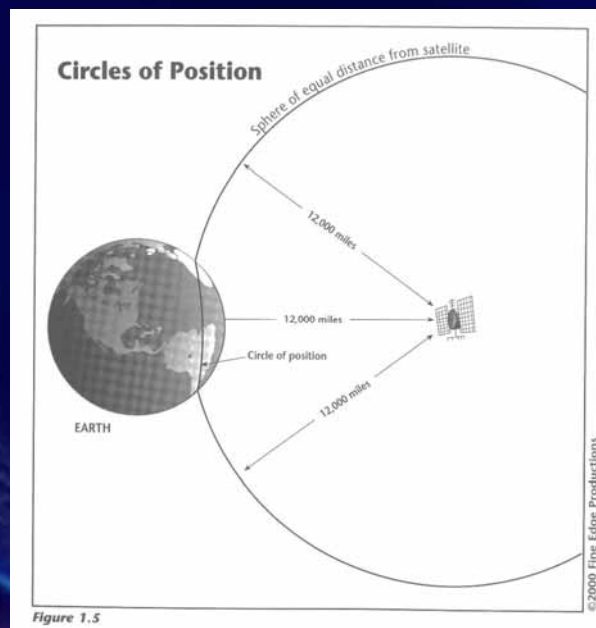 Circles of Position
Sphere of equal distance from satellite
12,000 miles
12,000 miles
Circle of position
12,000 miles
EARTH
©2000 Fine Edge Productions
Figure 1.5